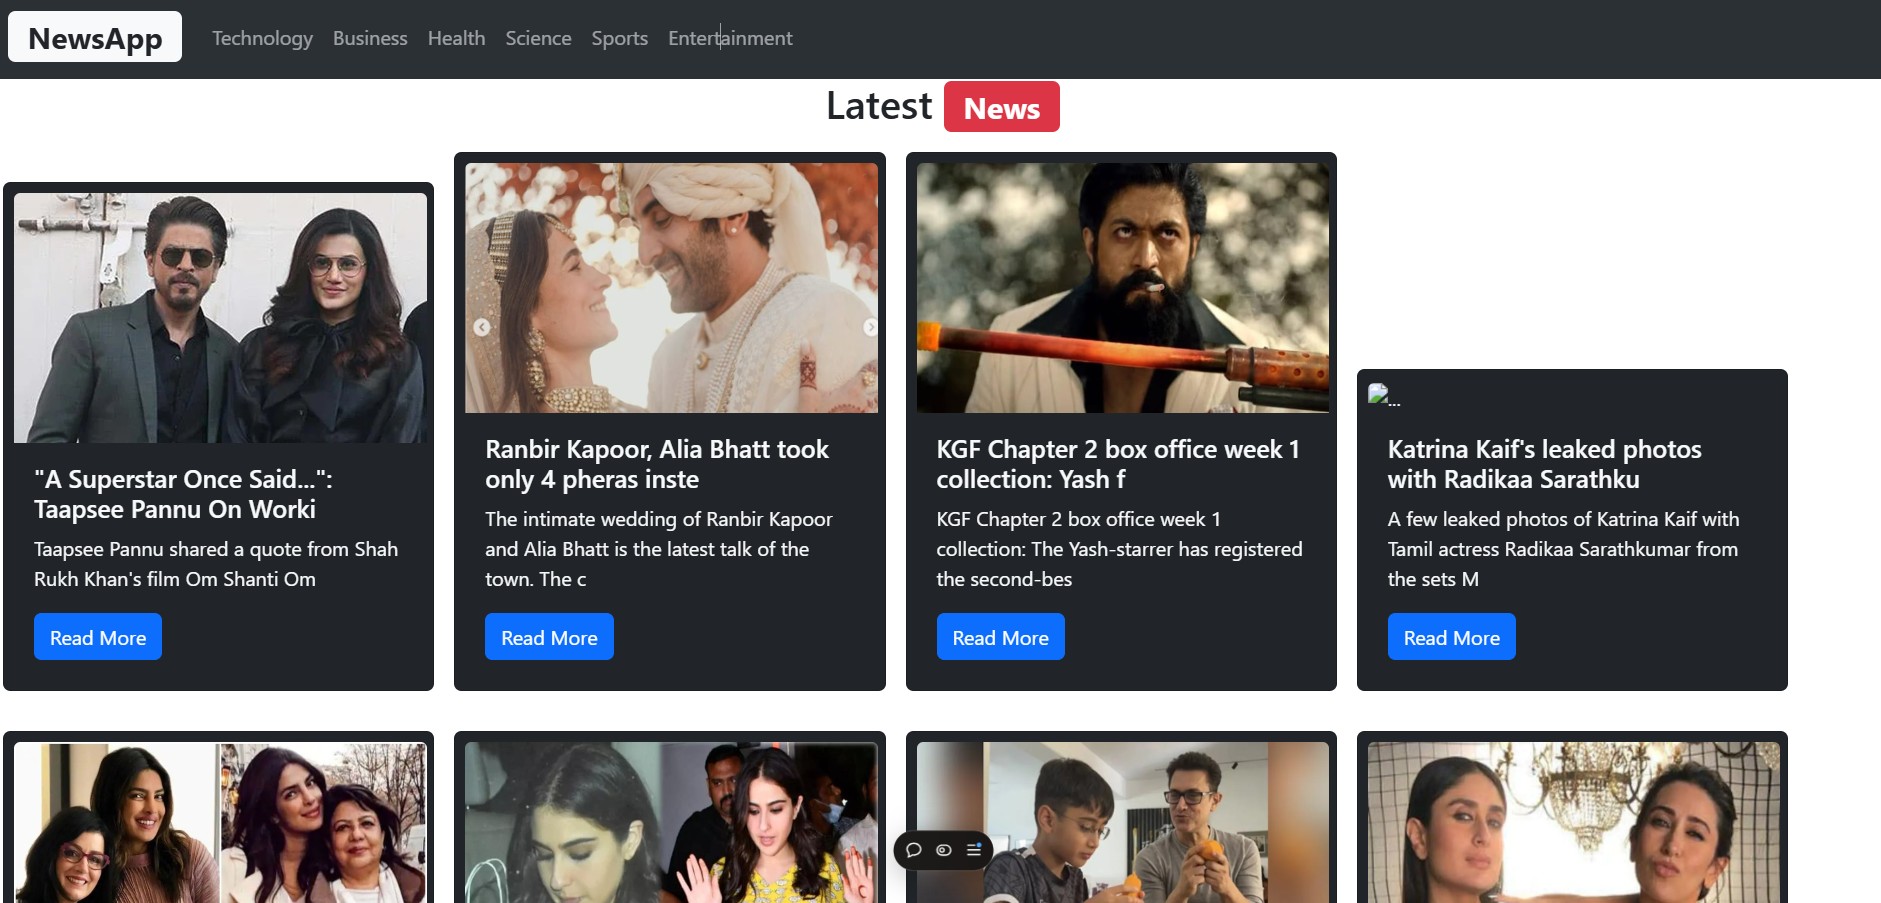 NewsApp Technology Business Health Science Sports Entertainment
Latest News
"A Superstar Once Said...":
Taapsee Pannu On Worki
Taapsee Pannu shared a quote from Shah
Rukh Khan's film Om Shanti Om
Read More
Ranbir Kapoor, Alia Bhatt took
only 4 pheras inste
The intimate wedding of Ranbir Kapoor
and Alia Bhatt is the latest talk of the
town. The c
Read More
KGF Chapter 2 box office week 1
collection: Yash f
KGF Chapter 2 box office week 1
collection: The Yash-starrer has registered
the second-bes
Read More
...
Katrina Kaif's leaked photos
with Radikaa Sarathku
A few leaked photos of Katrina Kaif with
Tamil actress Radikaa Sarathkumar from
the sets M
Read More